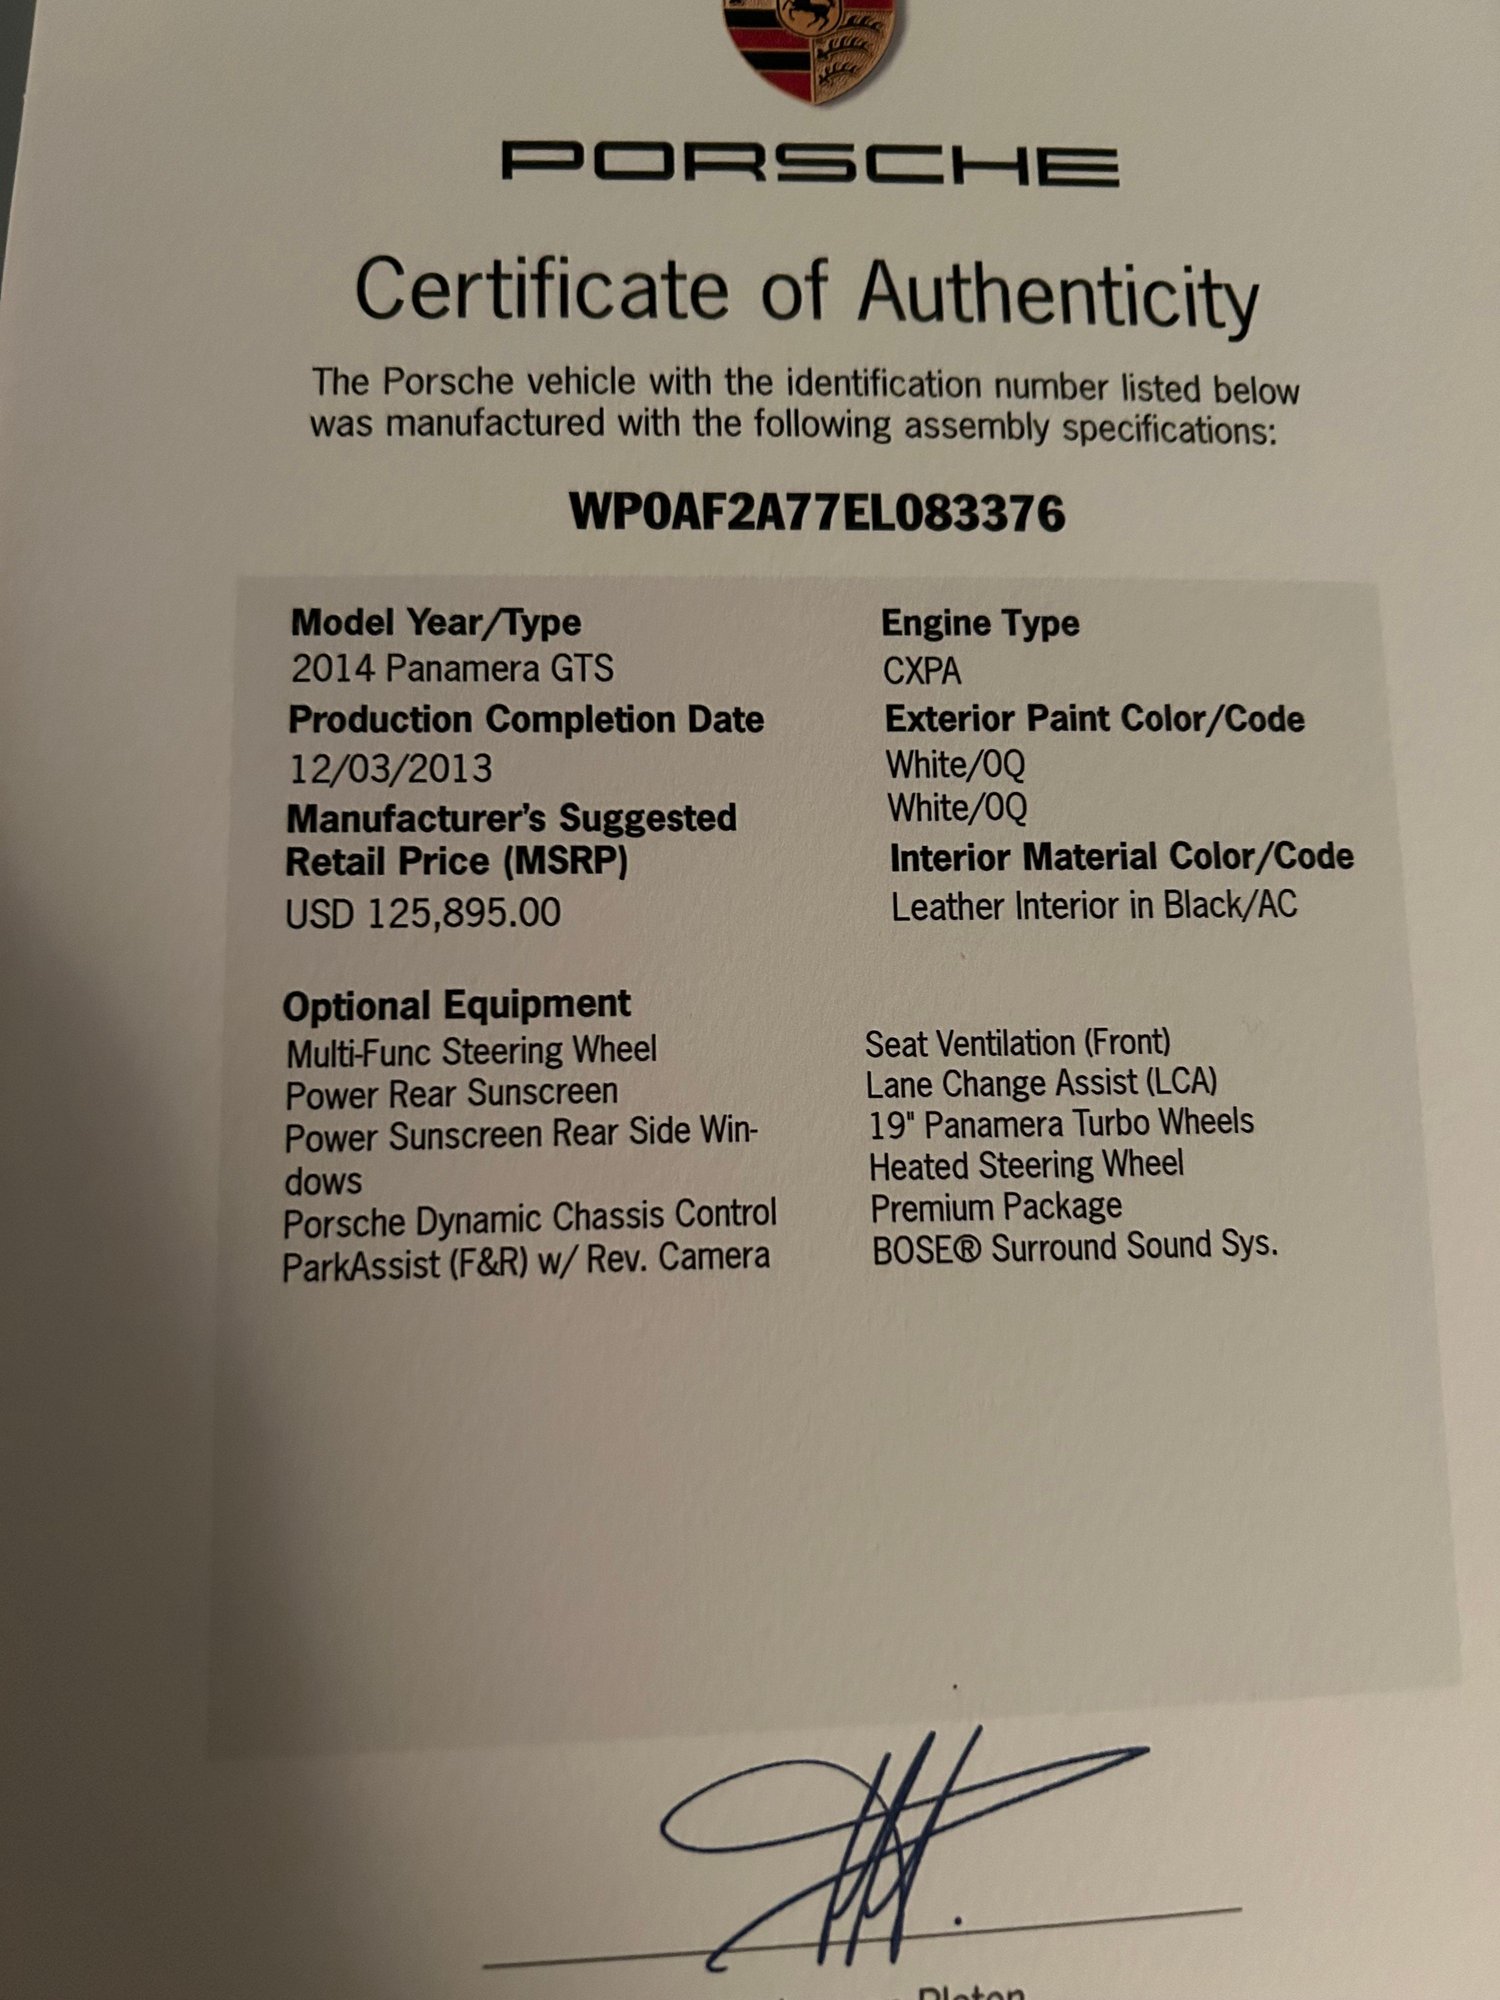 PORSCHE
Certificate of Authenticity
The Porsche vehicle with the identification number listed below
was manufactured with the following assembly specifications:
WP0AF2A77EL083376
Model Year/Type
2014 Panamera GTS
Production Completion Date
12/03/2013
Manufacturer's Suggested
Retail Price (MSRP)
USD 125,895.00
Engine Type
CXPA
Exterior Paint Color/Code
White/0Q
White/0Q
Interior Material Color/Code
Leather Interior in Black/AC
Optional Equipment
Multi-Func Steering Wheel
Power Rear Sunscreen
Power Sunscreen Rear Side Win-
dows
Porsche Dynamic Chassis Control
ParkAssist (F&R) w/ Rev. Camera
Seat Ventilation (Front)
Lane Change Assist (LCA)
19" Panamera Turbo Wheels
Heated Steering Wheel
Premium Package
BOSE® Surround Sound Sys.